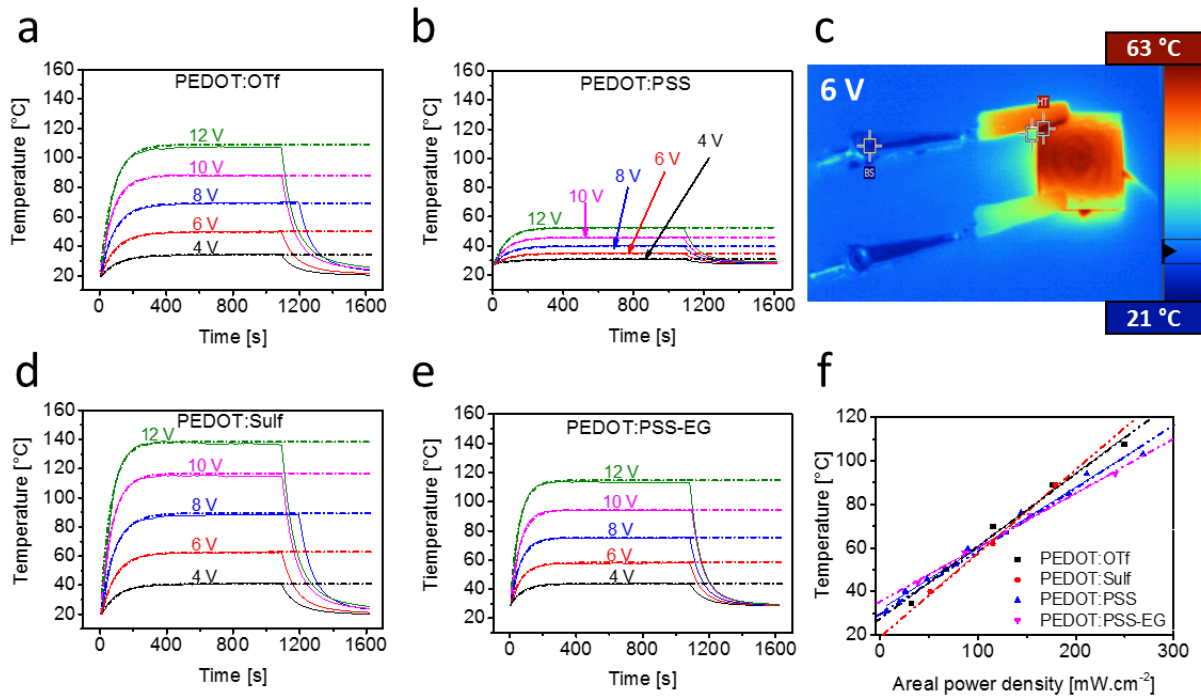 a
PEDOT:OTf
Temperature [°C]
160
140
120
100
80
60
40
20
12 V
10 V
8 V
6 V
4 V
0 400 800 1200 1600
Time [s]
b
PEDOT:PSS
Temperature [°C]
160
140
120
100
80
60
40
20
4 V
6 V
8 V
10 V
12 V
0 400 800 1200 1600
Time [s]
c
63 °C
6 V
HT
BS
21 °C
d
PEDOT:Sulf
Temperature [°C]
160
140
120
100
80
60
40
20
12 V
10 V
8 V
6 V
4 V
0 400 800 1200 1600
Time [s]
e
PEDOT:PSS-EG
Tiemperature [°C]
160
140
120
100
80
60
40
20
12 V
10 V
8 V
6 V
4 V
0 400 800 1200 1600
Time [s]
f
Temperature [°C]
120
100
80
60
40
20
PEDOT:OTf
PEDOT:Sulf
PEDOT:PSS
PEDOT:PSS-EG
0 100 200 300
Areal power density [mW.cm⁻²]